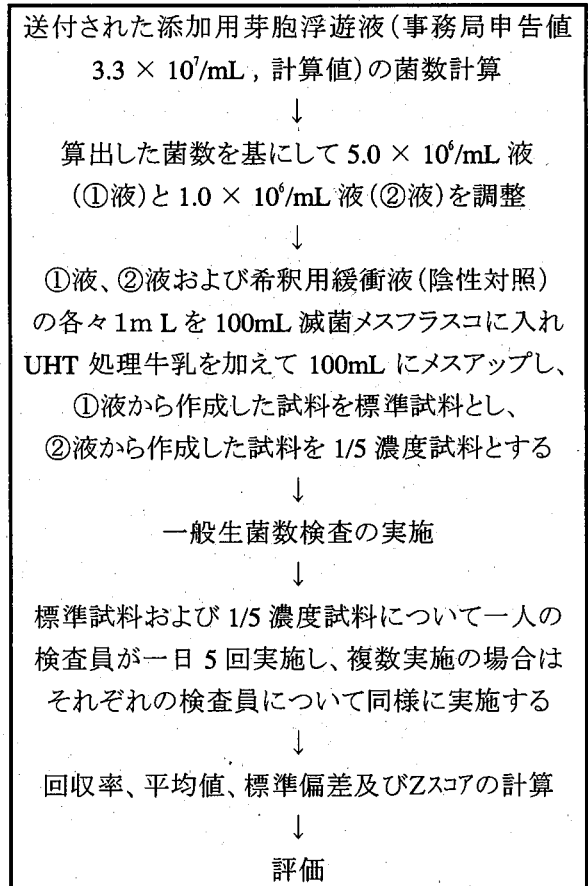 送付された添加用芽胞浮遊液(事務局申告値
3.3 × 10⁷/mL , 計算値)の菌数計算
↓
算出した菌数を基にして 5.0 × 10⁶/mL 液
(①液)と 1.0 × 10⁶/mL 液(②液)を調整
↓
①液、②液および希釈用緩衝液(陰性対照)
の各々 1m L を 100mL 滅菌メスフラスコに入れ
UHT 処理牛乳を加えて 100mL にメスアップし、
①液から作成した試料を標準試料とし、
②液から作成した試料を 1/5 濃度試料とする
↓
一般生菌数検査の実施
↓
標準試料および 1/5 濃度試料について一人の
検査員が一日 5 回実施し、複数実施の場合は
それぞれの検査員について同様に実施する
↓
回収率、平均値、標準偏差及びZスコアの計算
↓
評価